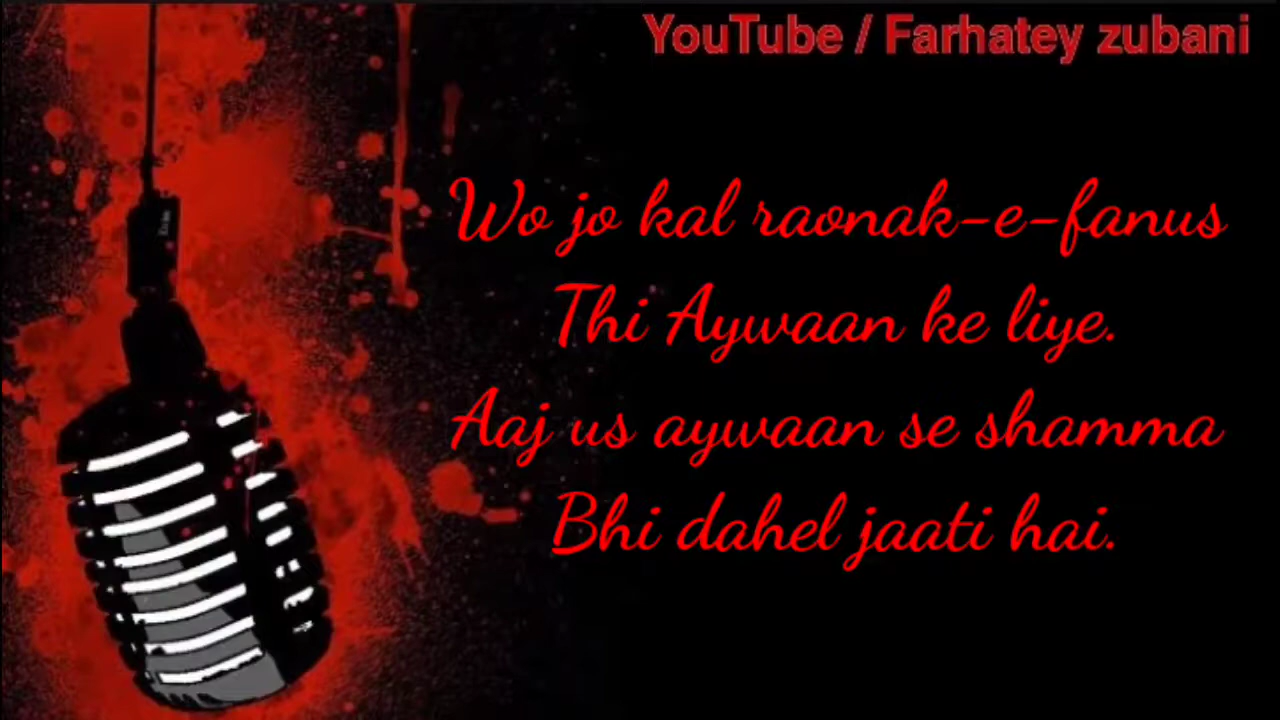 YouTube / Farhatey zubani
Wo jo kal raonak-e-fanus
Thi Aywaan ke liye.
Aaj us aywaan se shamma
Bhi dahel jaati hai.